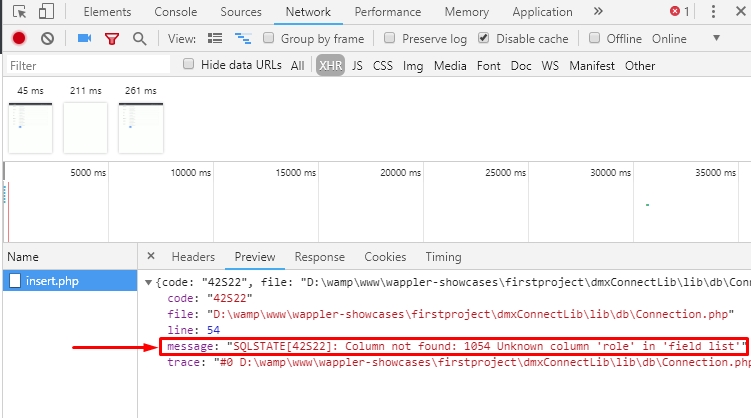 Elements Console Sources Network Performance Memory Application » 1
View: Group by frame Preserve log Disable cache Offline Online
Filter Hide data URLs All XHR JS CSS Img Media Font Doc WS Manifest Other
45 ms 211 ms 261 ms
5000 ms 10000 ms 15000 ms 20000 ms 25000 ms 30000 ms 35000 ms
Name × Headers Preview Response Cookies Timing
insert.php
{code: "42S22", file: "D:\wamp\www\wappler-showcases\firstproject\dmxConnectLib\lib\db\Conne
code: "42S22"
file: "D:\wamp\www\wappler-showcases\firstproject\dmxConnectLib\lib\db\Connection.php"
line: 54
message: "SQLSTATE[42S22]: Column not found: 1054 Unknown column 'role' in 'field list'"
trace: "#0 D:\wamp\www\wappler-showcases\firstproject\dmxConnectLib\lib\db\Connection.php